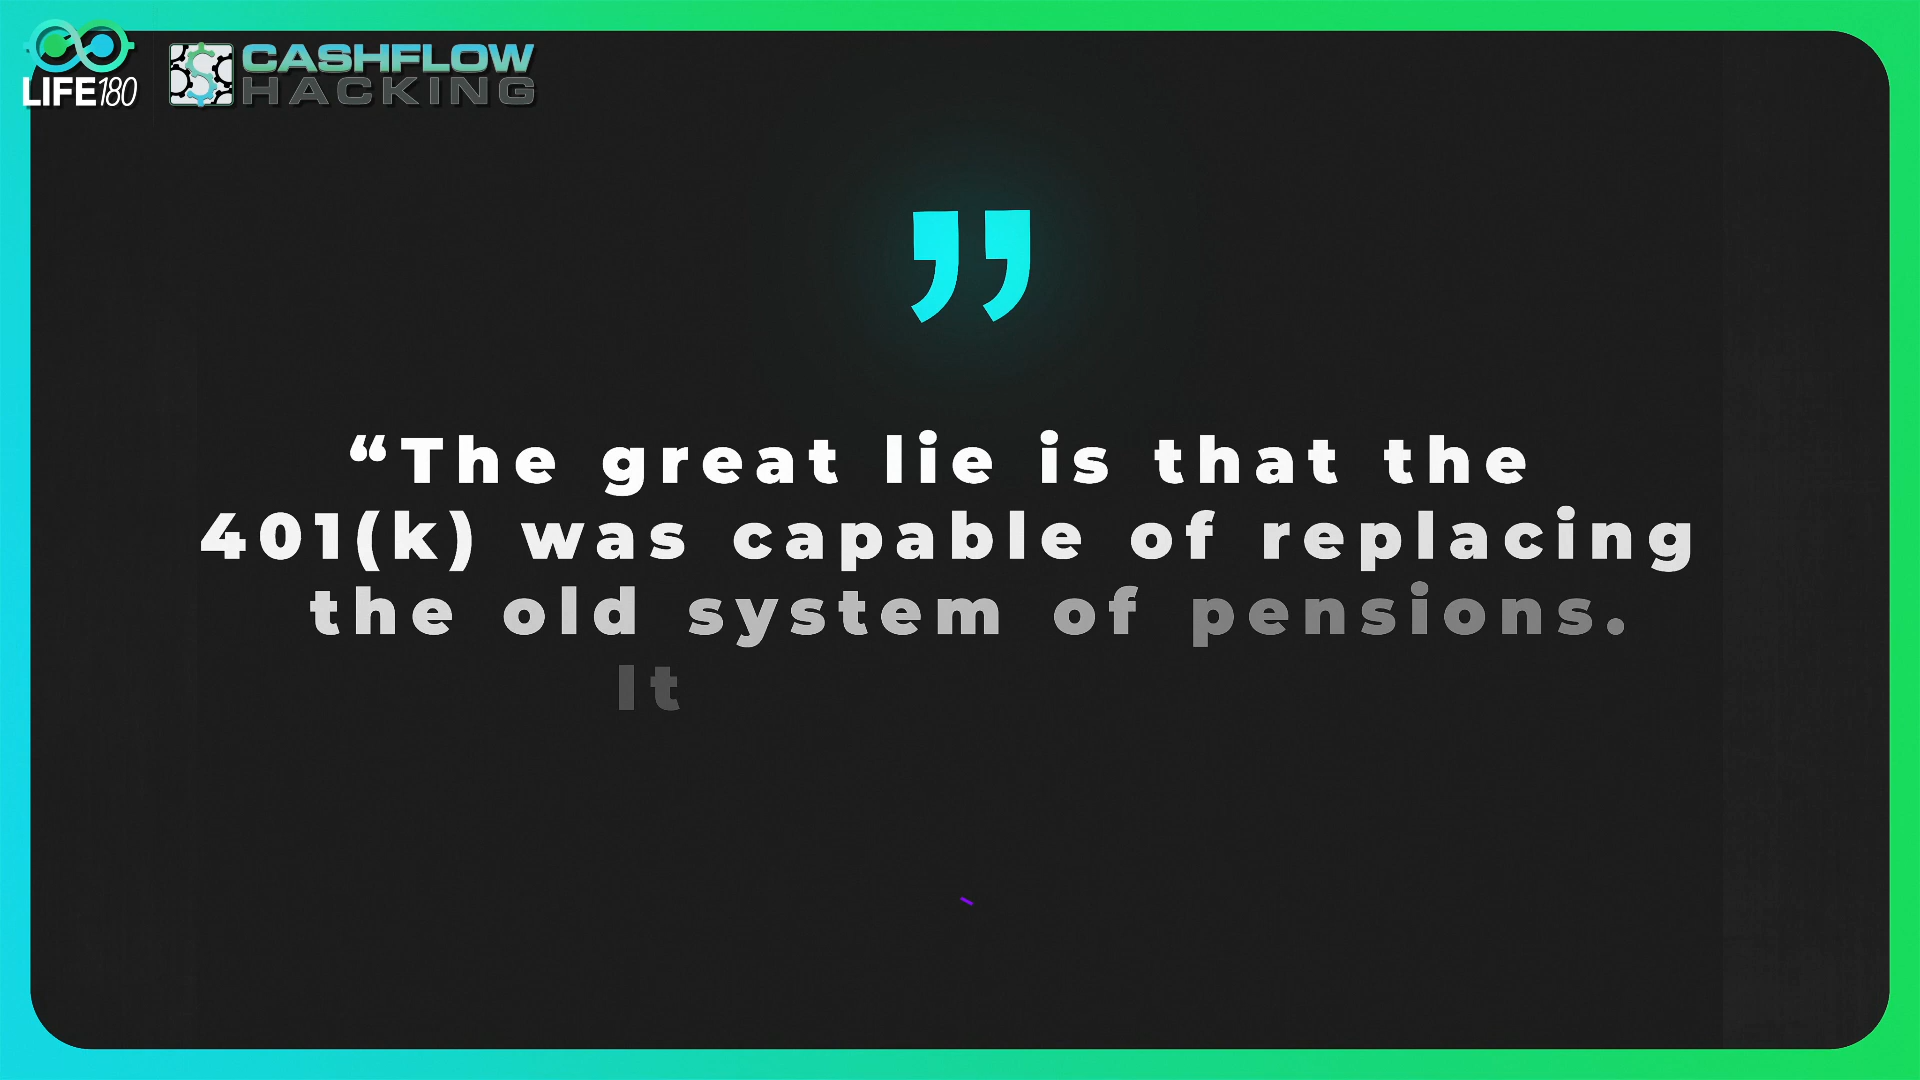 LIFE180
CASHFLOW
HACKING
”
“The great lie is that the
401(k) was capable of replacing
the old system of pensions.
It